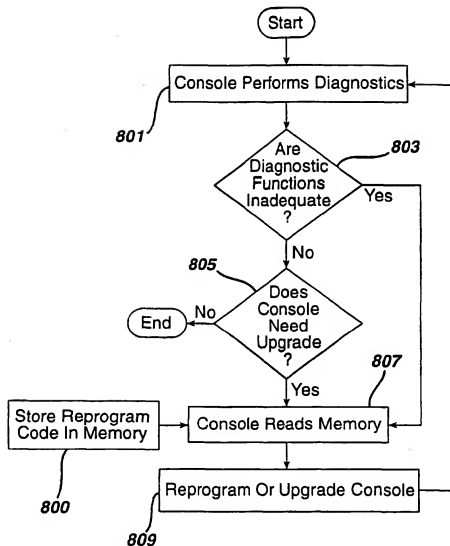 Start
Console Performs Diagnostics
801
Are
Diagnostic
Functions
Inadequate
?
803
Yes
No
805
Does
Console
Need
Upgrade
?
No
End
Yes
807
Store Reprogram
Code In Memory
Console Reads Memory
800
Reprogram Or Upgrade Console
809